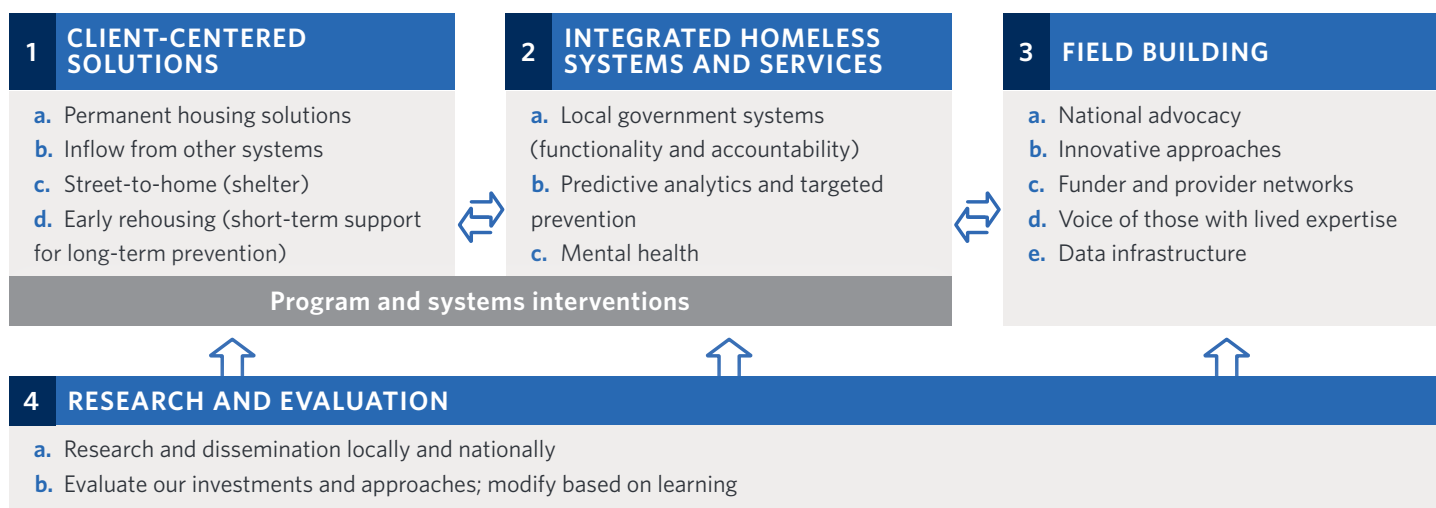 1
CLIENT-CENTERED
SOLUTIONS
a. Permanent housing solutions
b. Inflow from other systems
c. Street-to-home (shelter)
d. Early rehousing (short-term support
for long-term prevention)
2
INTEGRATED HOMELESS
SYSTEMS AND SERVICES
a. Local government systems
(functionality and accountability)
b. Predictive analytics and targeted
prevention
c. Mental health
Program and systems interventions
3
FIELD BUILDING
a. National advocacy
b. Innovative approaches
c. Funder and provider networks
d. Voice of those with lived expertise
e. Data infrastructure
4
RESEARCH AND EVALUATION
a. Research and dissemination locally and nationally
b. Evaluate our investments and approaches; modify based on learning